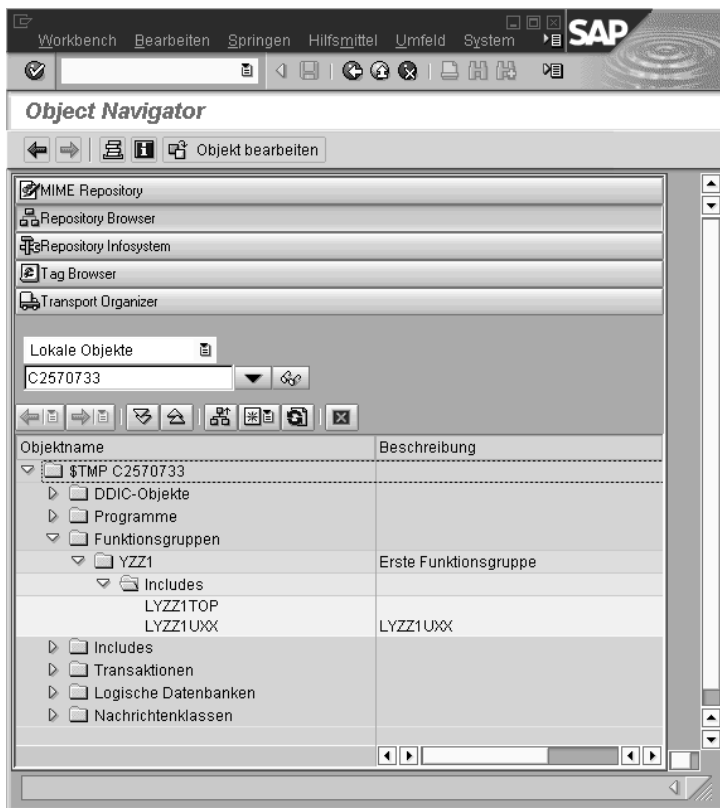 Workbench Bearbeiten Springen Hilfsmittel Umfeld System
SAP
Object Navigator
Objekt bearbeiten
MIME Repository
Repository Browser
Repository Infosystem
Tag Browser
Transport Organizer
Lokale Objekte
C2570733
Objektname Beschreibung
$TMP C2570733
DDIC-Objekte
Programme
Funktionsgruppen
YZZ1 Erste Funktionsgruppe
Includes
LYZZ1TOP
LYZZ1UXX LYZZ1UXX
Includes
Transaktionen
Logische Datenbanken
Nachrichtenklassen